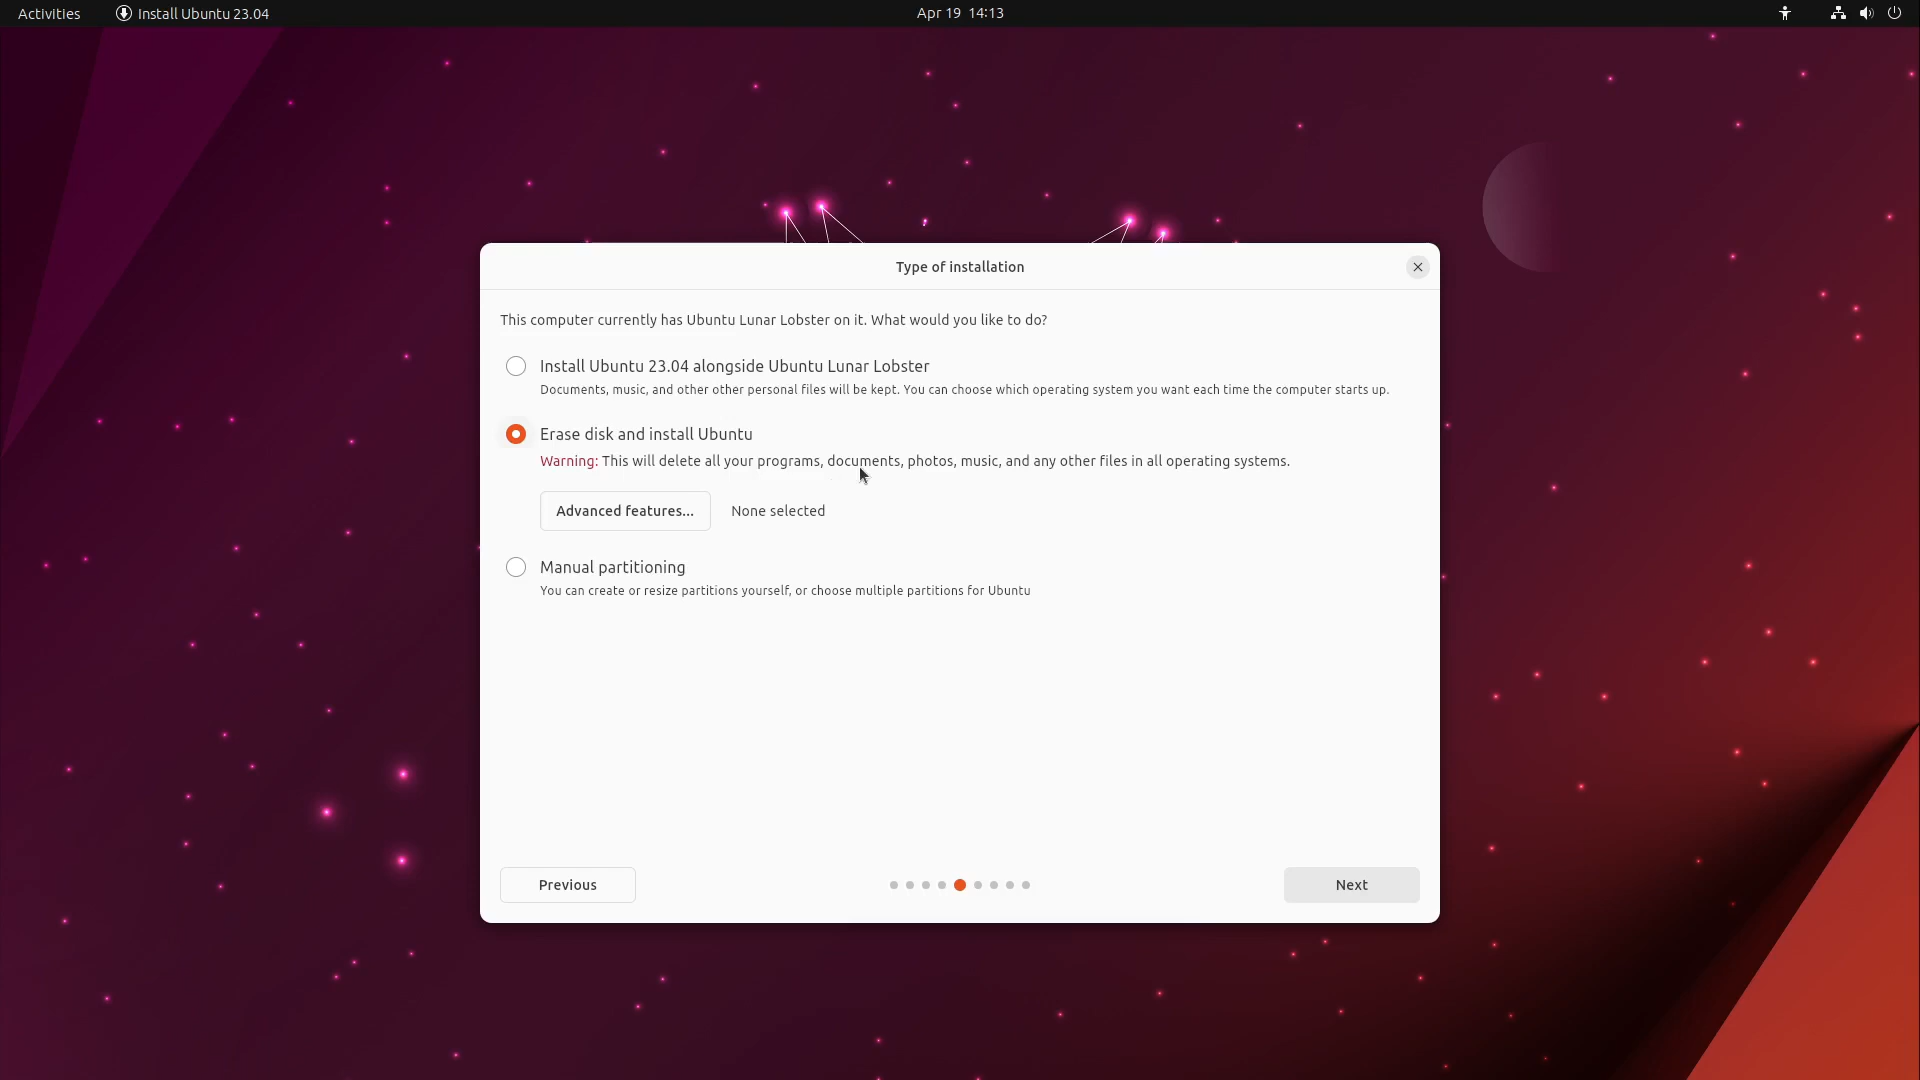 Activities
Install Ubuntu 23.04
Apr 19 14:13
Type of installation
This computer currently has Ubuntu Lunar Lobster on it. What would you like to do?
Install Ubuntu 23.04 alongside Ubuntu Lunar Lobster
Documents, music, and other other personal files will be kept. You can choose which operating system you want each time the computer starts up.
Erase disk and install Ubuntu
Warning: This will delete all your programs, documents, photos, music, and any other files in all operating systems.
Advanced features...
None selected
Manual partitioning
You can create or resize partitions yourself, or choose multiple partitions for Ubuntu
Previous
Next